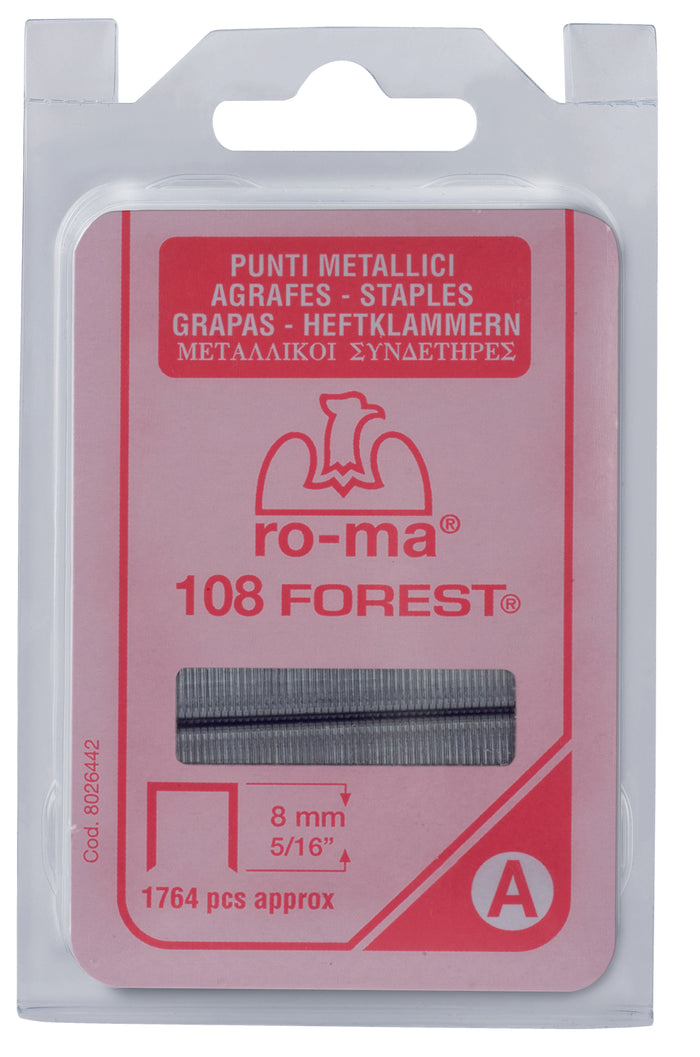 PUNTI METALLICI
AGRAFES - STAPLES
GRAPAS - HEFTKLAMMERN
ΜΕΤΑΛΛΙΚΟΙ ΣΥΝΔΕΤΗΡΕΣ
ro-ma®
108 FOREST®
8 mm
5/16”
1764 pcs approx
A
Cod. 8026442